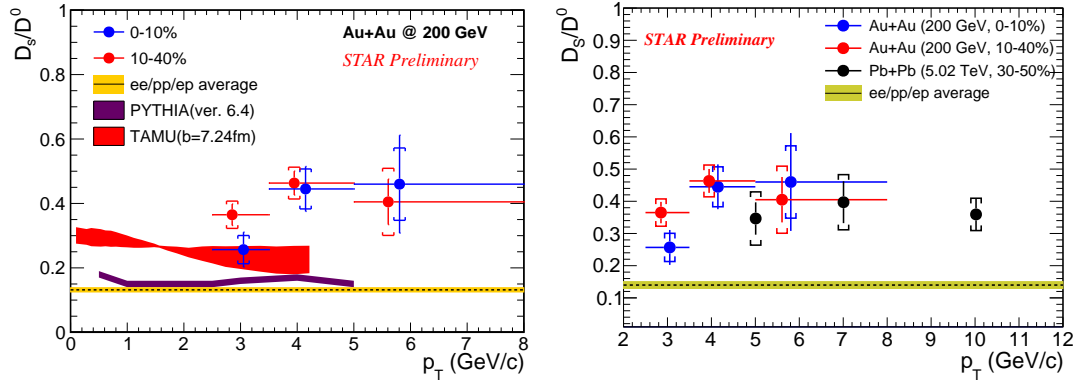 D_s/D^0
1
0.8
0.6
0.4
0.2
0
0 1 2 3 4 5 6 7 8
p_T (GeV/c)
0-10%
10-40%
ee/pp/ep average
PYTHIA(ver. 6.4)
TAMU(b=7.24fm)
Au+Au @ 200 GeV
STAR Preliminary
D_s/D^0
1
0.9
0.8
0.7
0.6
0.5
0.4
0.3
0.2
0.1
2 3 4 5 6 7 8 9 10 11 12
p_T (GeV/c)
STAR Preliminary
Au+Au (200 GeV, 0-10%)
Au+Au (200 GeV, 10-40%)
Pb+Pb (5.02 TeV, 30-50%)
ee/pp/ep average